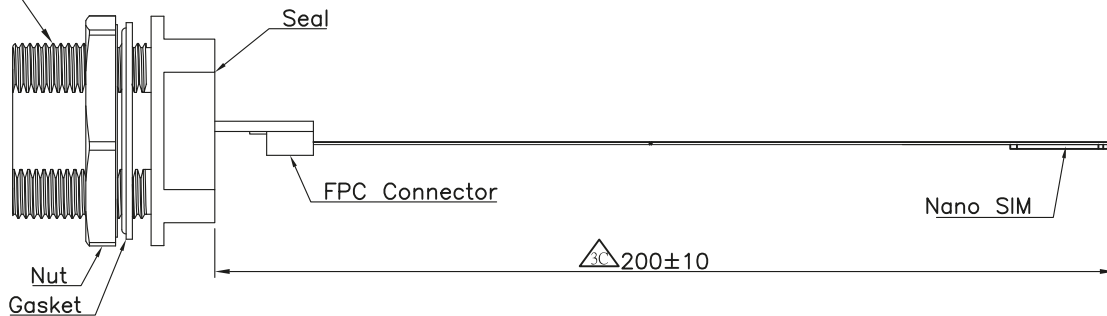 Seal
FPC Connector
Nano SIM
3C 200±10
Nut
Gasket